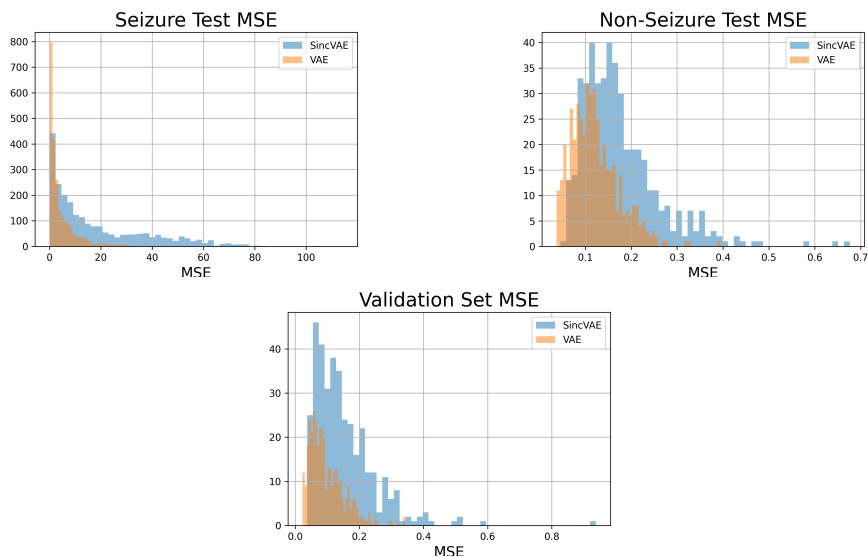 Seizure Test MSE
800
700
600
500
400
300
200
100
0
0 20 40 60 80 100
MSE
SincVAE
VAE
Non-Seizure Test MSE
40
35
30
25
20
15
10
5
0
0.1 0.2 0.3 0.4 0.5 0.6 0.7
MSE
SincVAE
VAE
Validation Set MSE
40
30
20
10
0
0.0 0.2 0.4 0.6 0.8
MSE
SincVAE
VAE